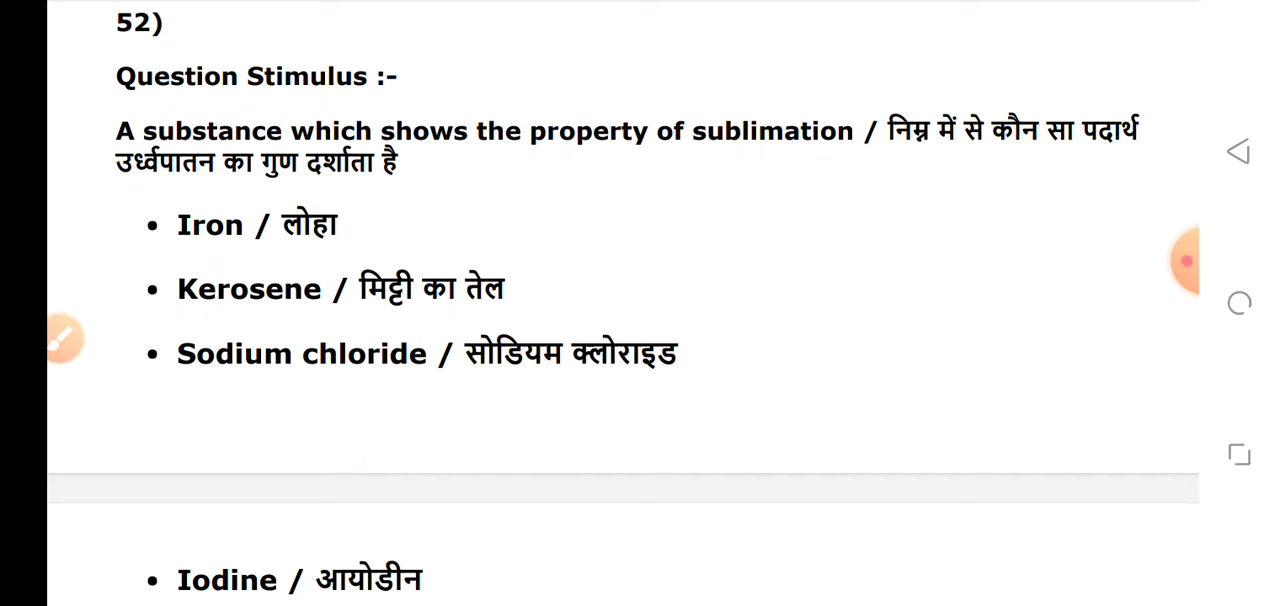 52)
Question Stimulus :-
A substance which shows the property of sublimation / निम्न में से कौन सा पदार्थ
उर्ध्वपातन का गुण दर्शाता है
• Iron / लोहा
• Kerosene / मिट्टी का तेल
• Sodium chloride / सोडियम क्लोराइड
• Iodine / आयोडीन